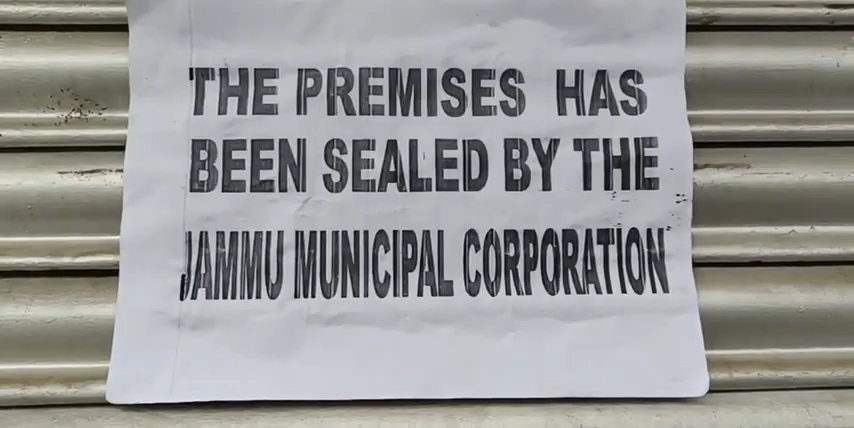 THE PREMISES HAS
BEEN SEALED BY THE
JAMMU MUNICIPAL CORPORATION